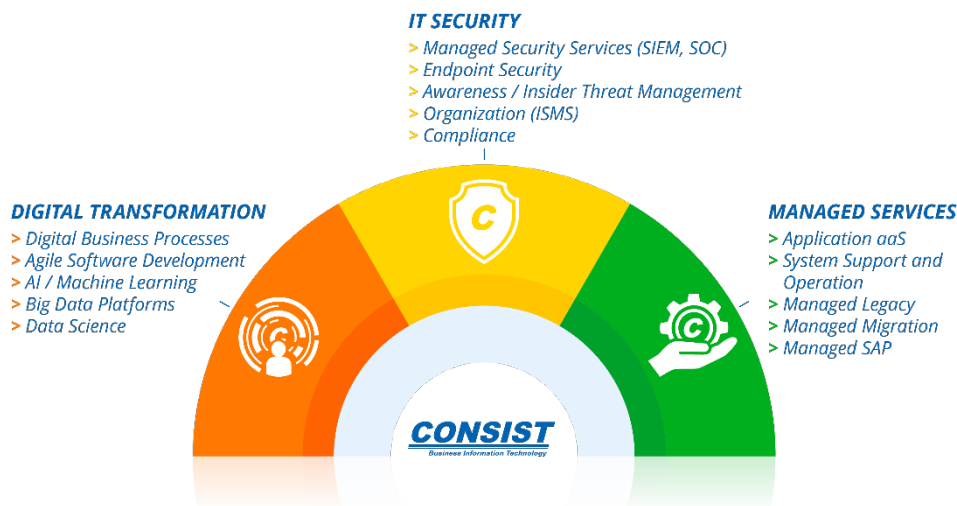 IT SECURITY
> Managed Security Services (SIEM, SOC)
> Endpoint Security
> Awareness / Insider Threat Management
> Organization (ISMS)
> Compliance
DIGITAL TRANSFORMATION
> Digital Business Processes
> Agile Software Development
> AI / Machine Learning
> Big Data Platforms
> Data Science
MANAGED SERVICES
> Application aaS
> System Support and
Operation
> Managed Legacy
> Managed Migration
> Managed SAP
C
C
C
CONSIST
Business Information Technology